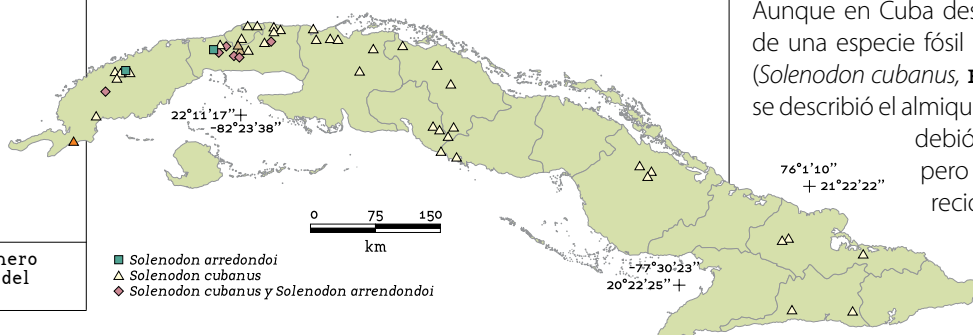 Aunque en Cuba des
de una especie fósil
(Solenodon cubanus,
se describió el almiqu
debió
pero
recio
22°11'17''
-82°23'38''
76°1'10''
21°22'22''
0 75 150
km
-77°30'23''
20°22'25''
nero
del
Solenodon arredondoi
Solenodon cubanus
Solenodon cubanus y Solenodon arrendondoi